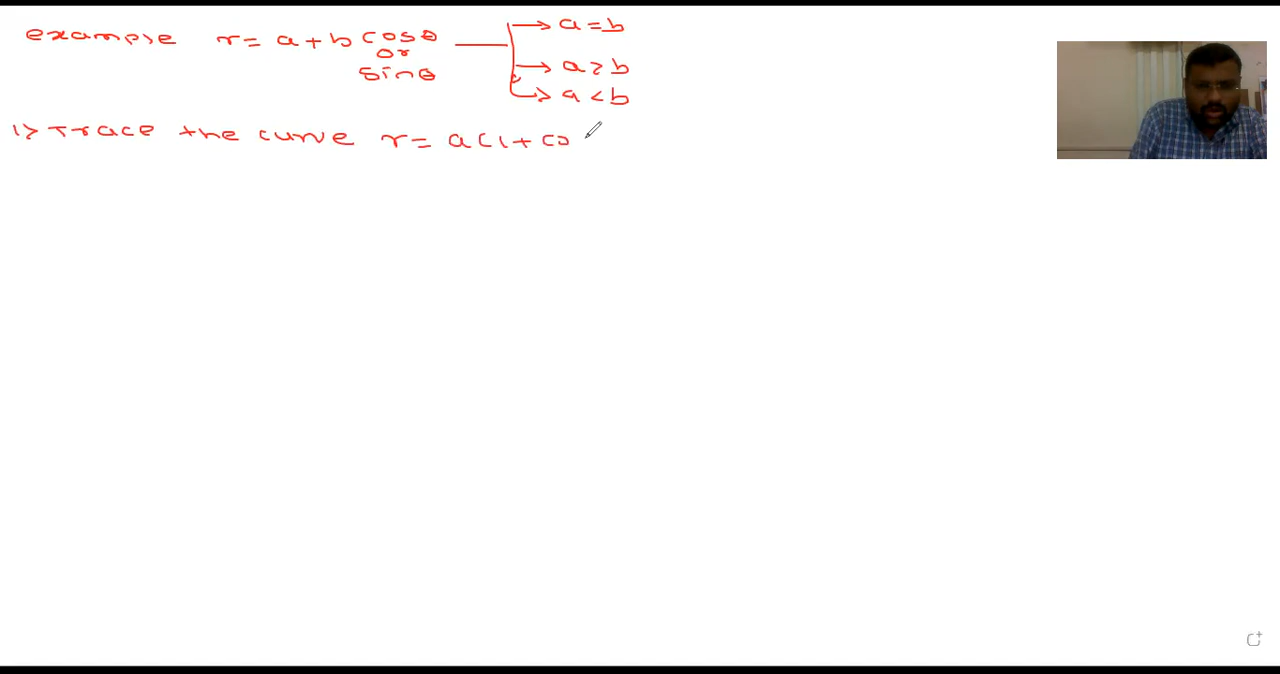 example r = a + b cosθ → a = b
or → a > b
sinθ → a < b
1> Trace the curve r = a(1 + co